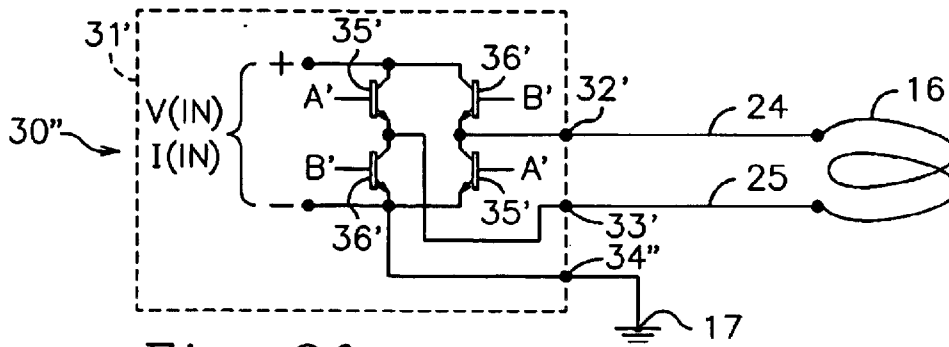 31'
35'
36'
+
A'
B'
32'
24
16
V(IN)
I(IN)
30"
B'
A'
25
−
36'
35'
33'
34"
17